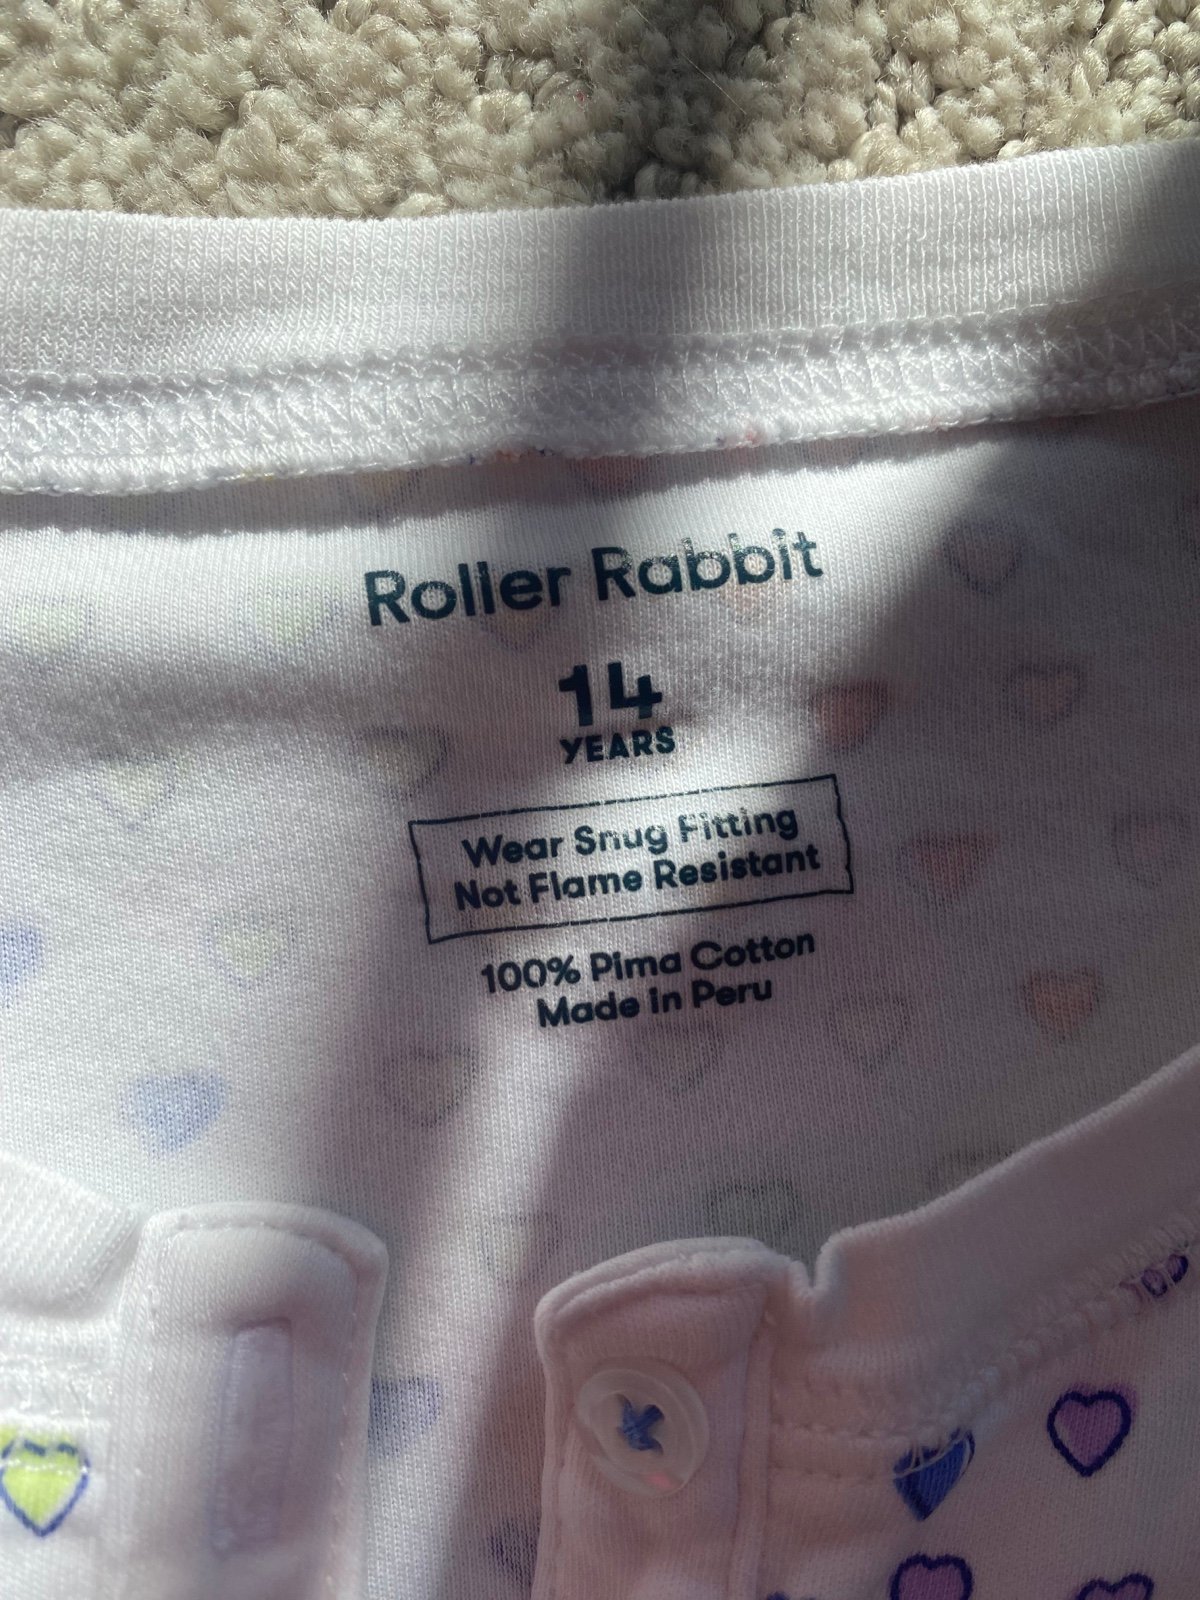 Roller Rabbit
14
YEARS
Wear Snug Fitting
Not Flame Resistant
100% Pima Cotton
Made in Peru